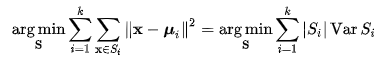 arg min_S ∑_{i=1}^{k} ∑_{x∈S_i} ‖x − μ_i‖² = arg min_S ∑_{i=1}^{k} |S_i| Var S_i